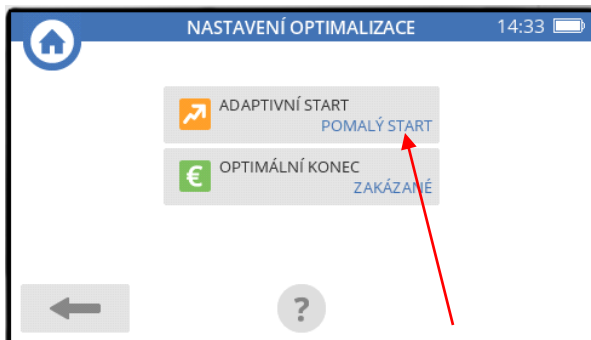 NASTAVENÍ OPTIMALIZACE 14:33
ADAPTIVNÍ START
POMALÝ START
€ OPTIMÁLNÍ KONEC
ZAKÁZANÉ
?